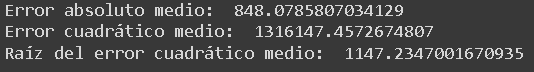 Error absoluto medio:  848.0785807034129
Error cuadrático medio:  1316147.4572674807
Raíz del error cuadrático medio:  1147.2347001670935